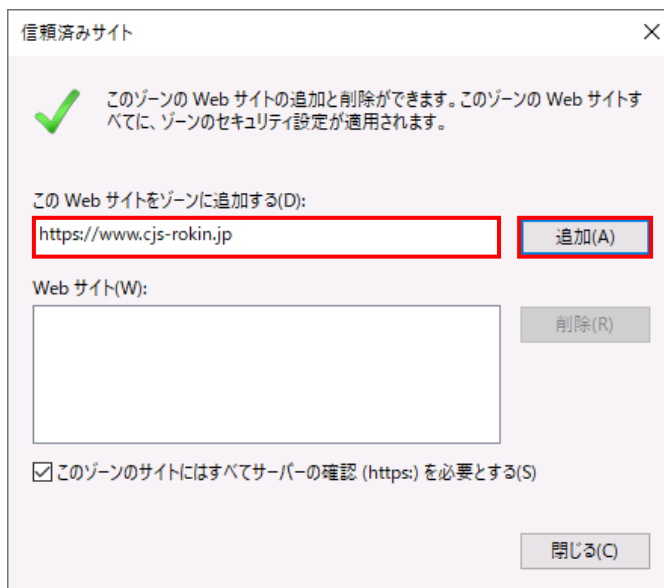 信頼済みサイト
このゾーンの Web サイトの追加と削除ができます。このゾーンの Web サイトす
べてに、ゾーンのセキュリティ設定が適用されます。
この Web サイトをゾーンに追加する(D):
https://www.cjs-rokin.jp
追加(A)
Web サイト(W):
削除(R)
このゾーンのサイトにはすべてサーバーの確認 (https:) を必要とする(S)
閉じる(C)